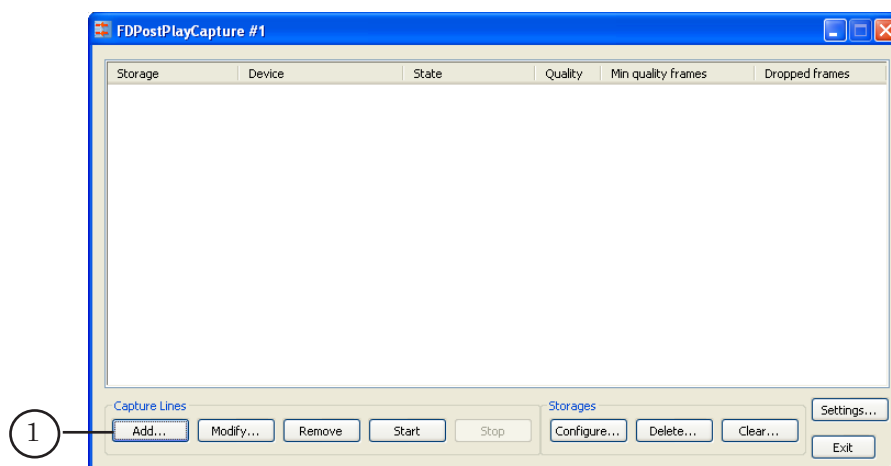 FDPostPlayCapture #1
Storage Device State Quality Min quality frames Dropped frames
Capture Lines Storages Settings...
1 Add... Modify... Remove Start Stop Configure... Delete... Clear...
Exit